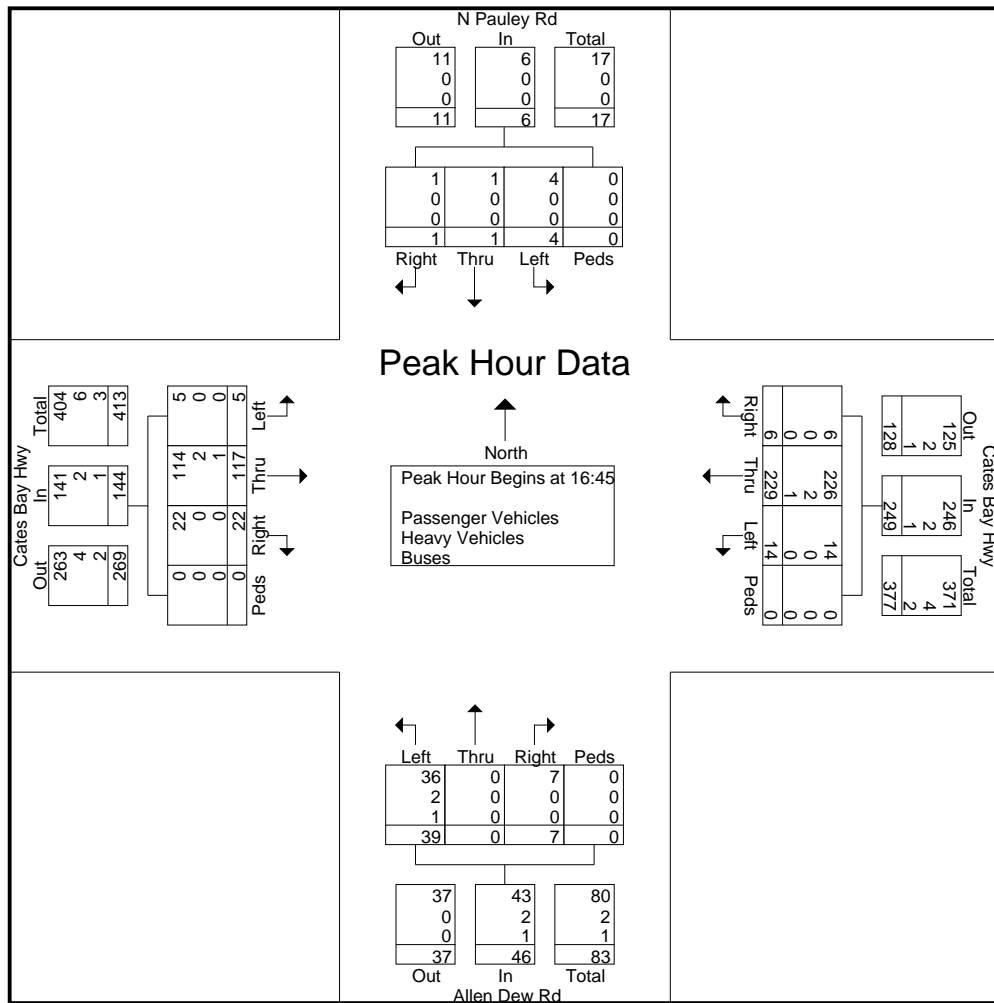 N Pauley Rd
Out In Total
11 6 17
0 0 0
0 0 0
11 6 17
1 1 4 0
0 0 0 0
0 0 0 0
1 1 4 0
Right Thru Left Peds
Peak Hour Data
North
Peak Hour Begins at 16:45
Passenger Vehicles
Heavy Vehicles
Buses
Cates Bay Hwy
Out In Total
263 141 404
4 2 6
2 1 3
269 144 413
0 22 114 5
0 0 2 0
0 0 1 0
0 22 117 5
Peds Right Thru Left
Cates Bay Hwy
Out In Total
125 246 371
2 2 4
1 1 2
128 249 377
6 226 14 0
0 2 0 0
0 1 0 0
6 229 14 0
Right Thru Left Peds
Left Thru Right Peds
36 0 7 0
2 0 0 0
1 0 0 0
39 0 7 0
37 43 80
0 2 2
0 1 1
37 46 83
Out In Total
Allen Dew Rd